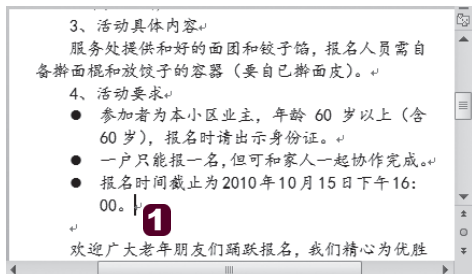 3、活动具体内容
服务处提供和好的面团和饺子馅，报名人员需自
备擀面棍和放饺子的容器（要自已擀面皮）。
4、活动要求
● 参加者为本小区业主，年龄 60 岁以上（含
60 岁），报名时请出示身份证。
● 一户只能报一名，但可和家人一起协作完成。
● 报名时间截止为2010年10月15日下午16：
00。
1
欢迎广大老年朋友们踊跃报名，我们精心为优胜